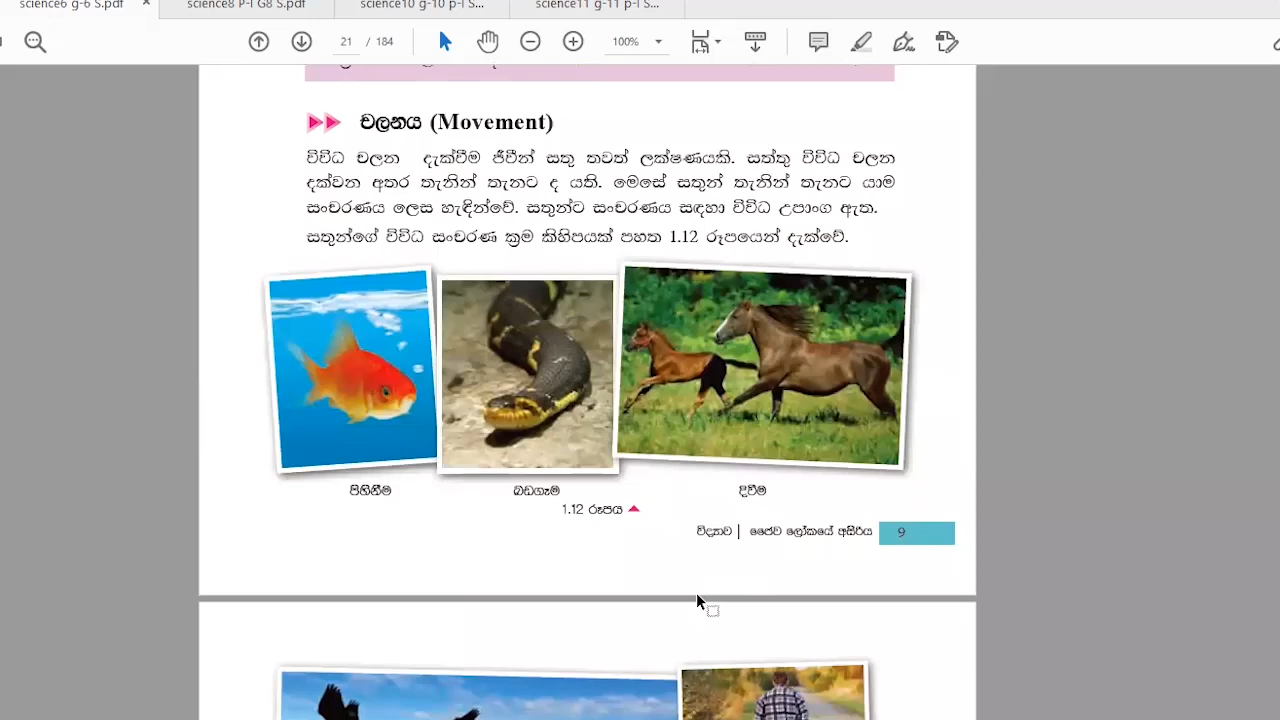 science6 g-6 S.pdf × science8 P-I G8 S.pdf science10 g-10 p-I S... science11 g-11 p-I S...
21 / 184 100%
චලනය (Movement)
විවිධ චලන දැක්වීම ජීවීන් සතු තවත් ලක්ෂණයකි. සත්තු විවිධ චලන
දක්වන අතර තැනින් තැනට ද යති. මෙසේ සතුන් තැනින් තැනට යාම
සංචරණය ලෙස හැඳින්වේ. සතුන්ට සංචරණය සඳහා විවිධ උපාංග ඇත.
සතුන්ගේ විවිධ සංචරණ ක්‍රම කිහිපයක් පහත 1.12 රූපයෙන් දැක්වේ.
පිහිනීම බඩගෑම දිවීම
1.12 රූපය
විද්‍යාව | ජෛව ලෝකයේ අසිරිය 9